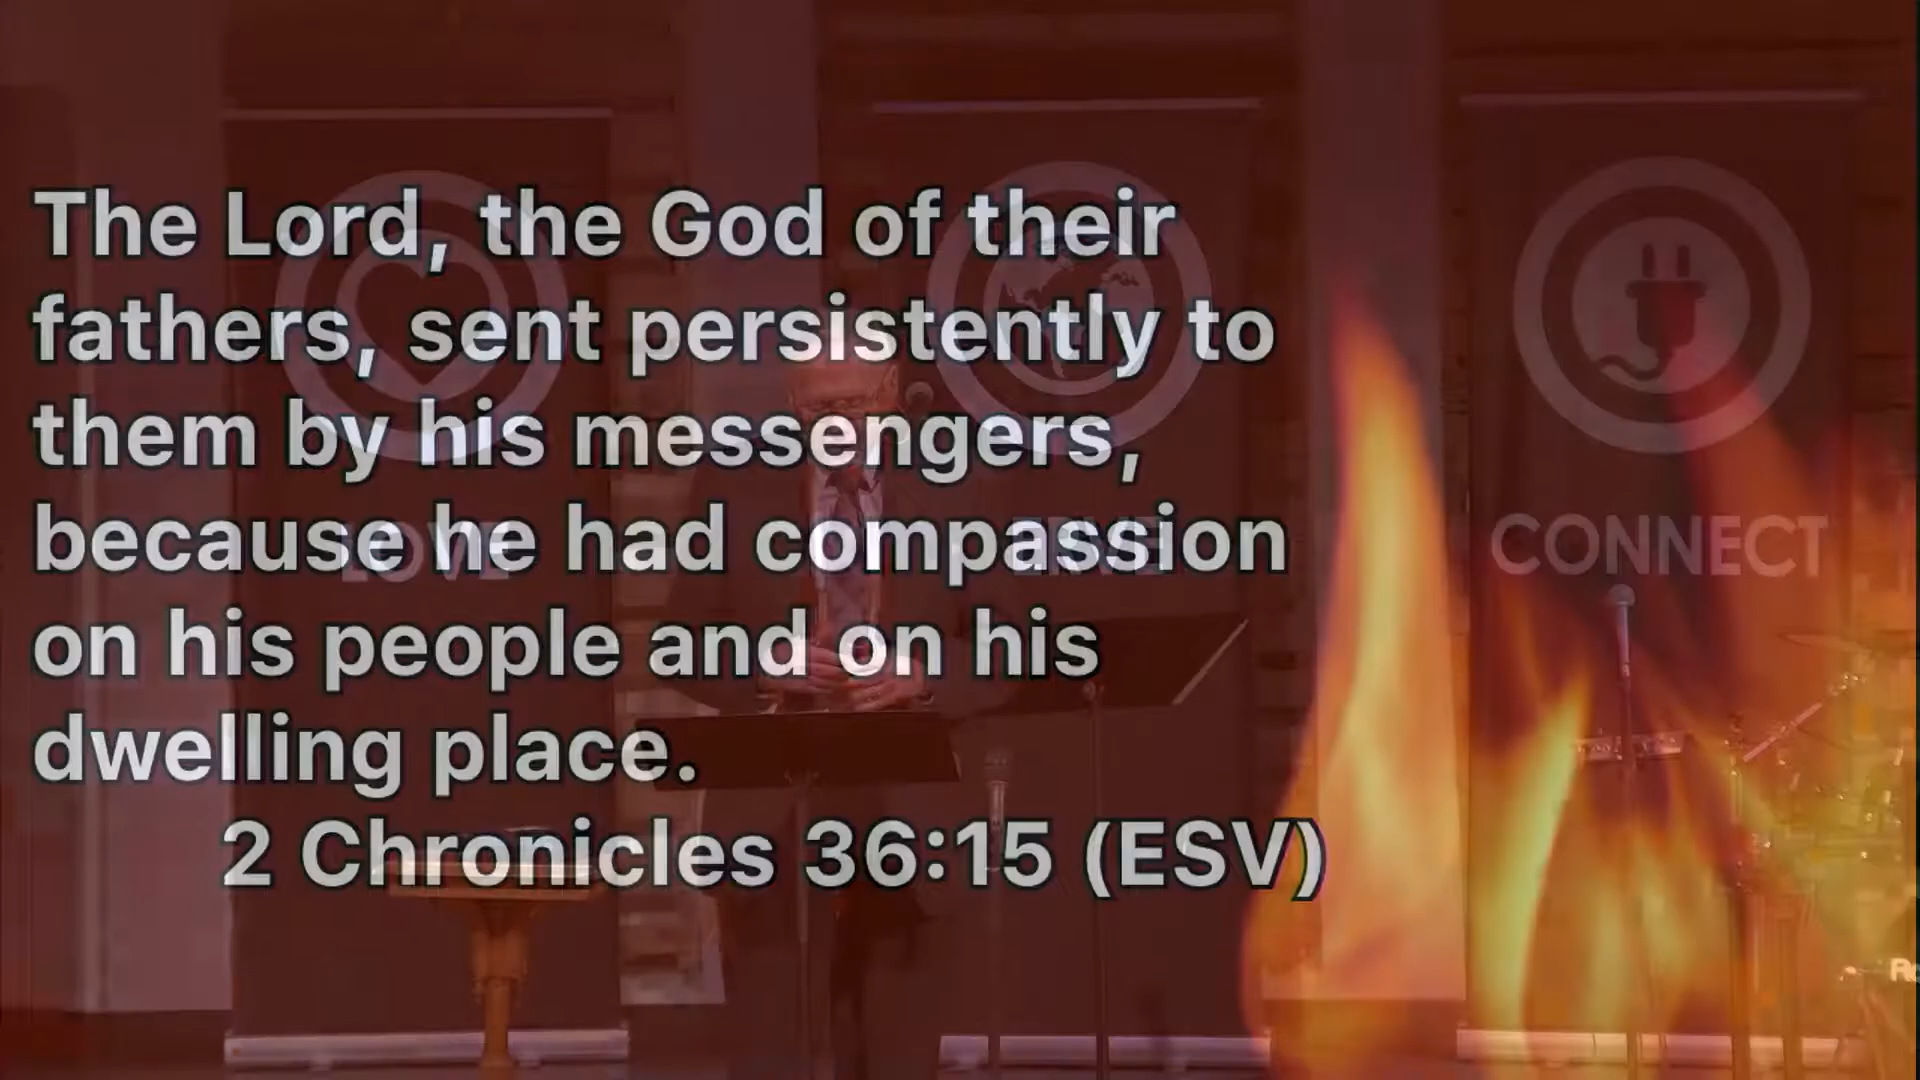 The Lord, the God of their
fathers, sent persistently to
them by his messengers,
because he had compassion
on his people and on his
dwelling place.
2 Chronicles 36:15 (ESV)
LOVE
CONNECT